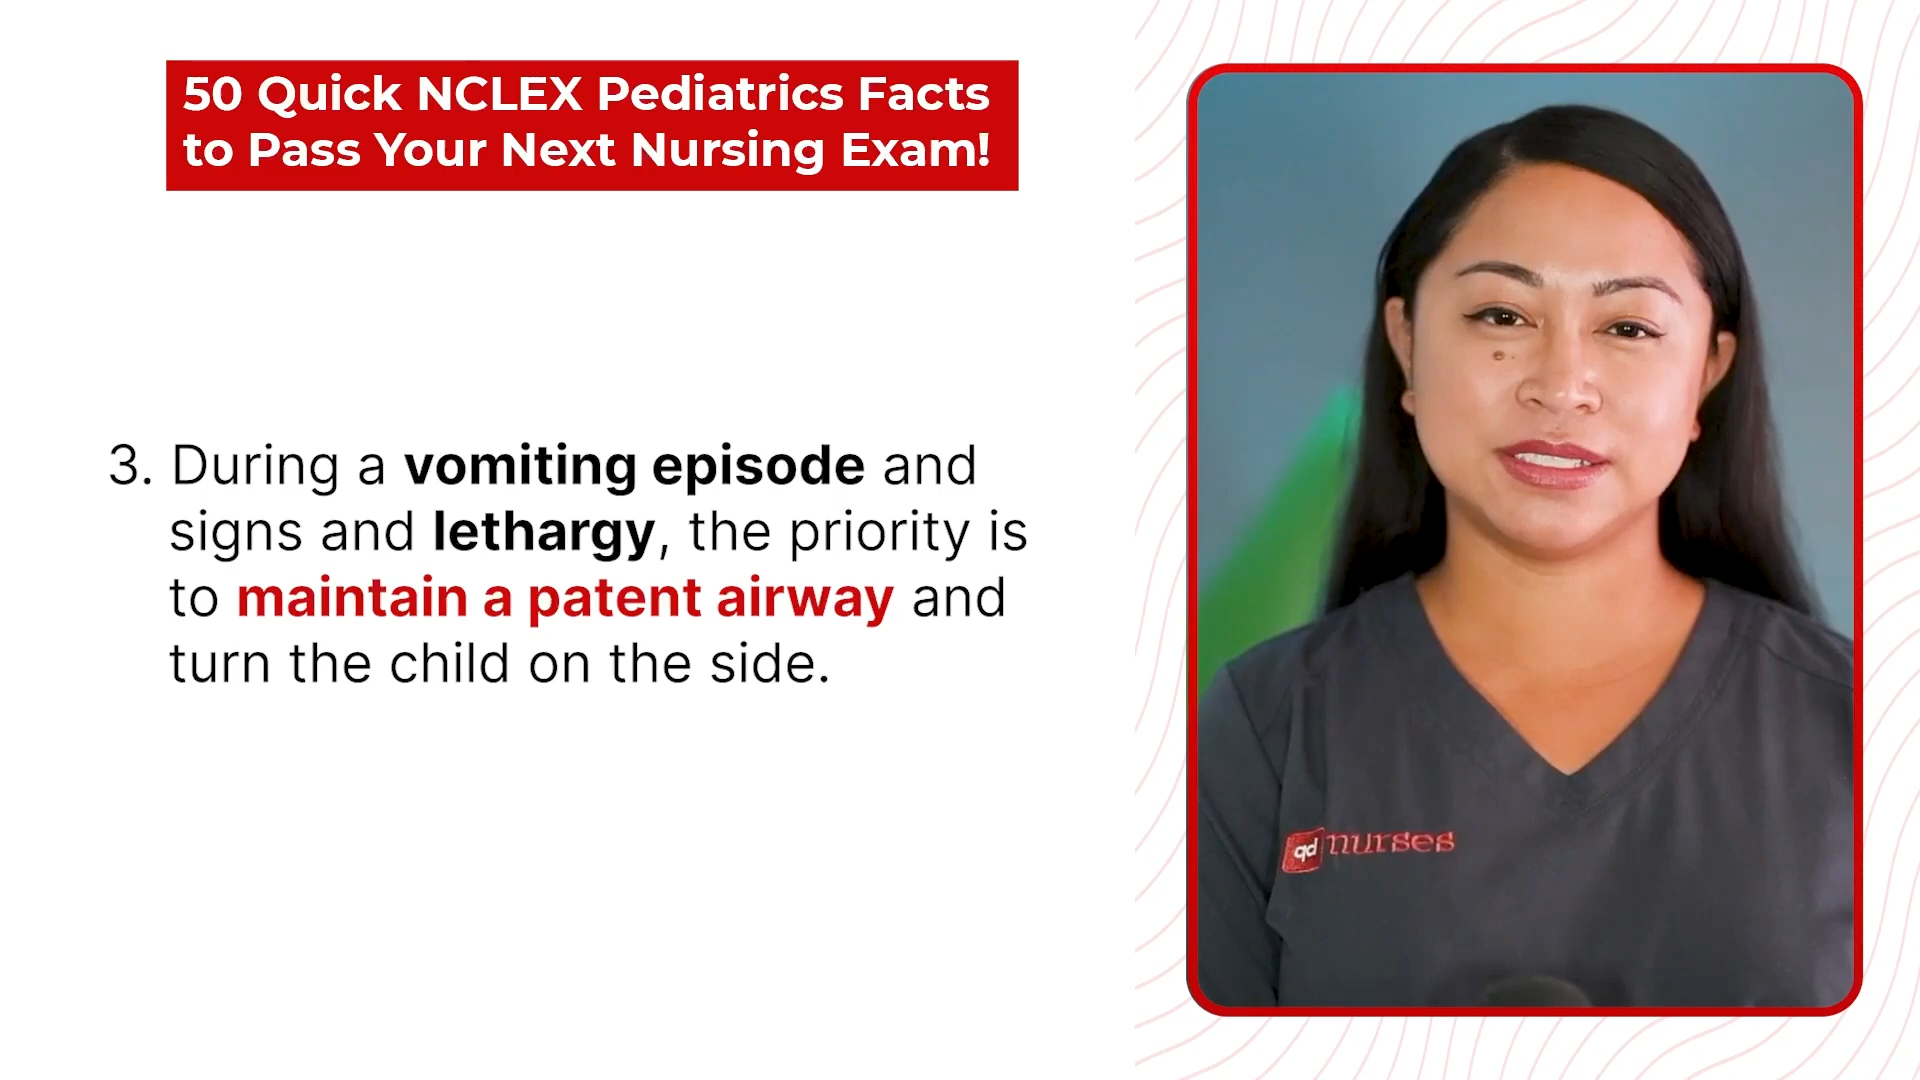 50 Quick NCLEX Pediatrics Facts
to Pass Your Next Nursing Exam!
3. During a vomiting episode and
signs and lethargy, the priority is
to maintain a patent airway and
turn the child on the side.
qd nurses